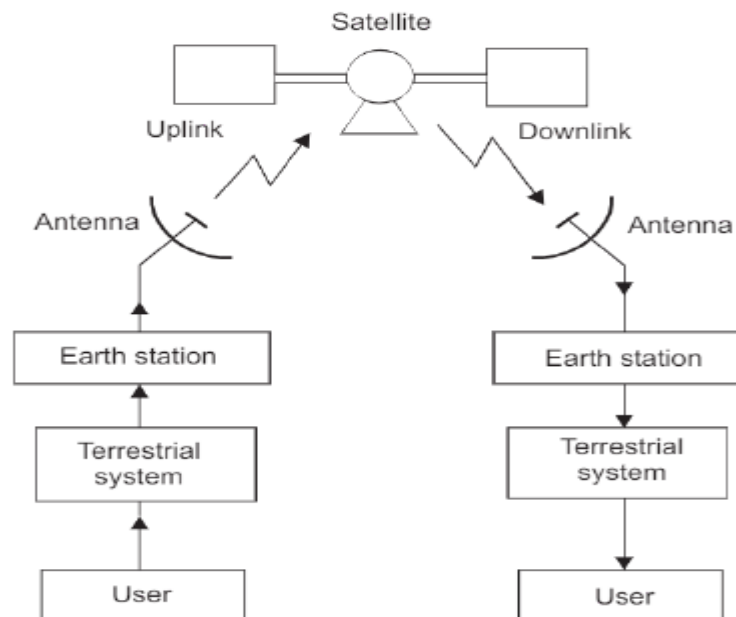 Satellite
Uplink
Downlink
Antenna
Antenna
Earth station
Earth station
Terrestrial
system
Terrestrial
system
User
User